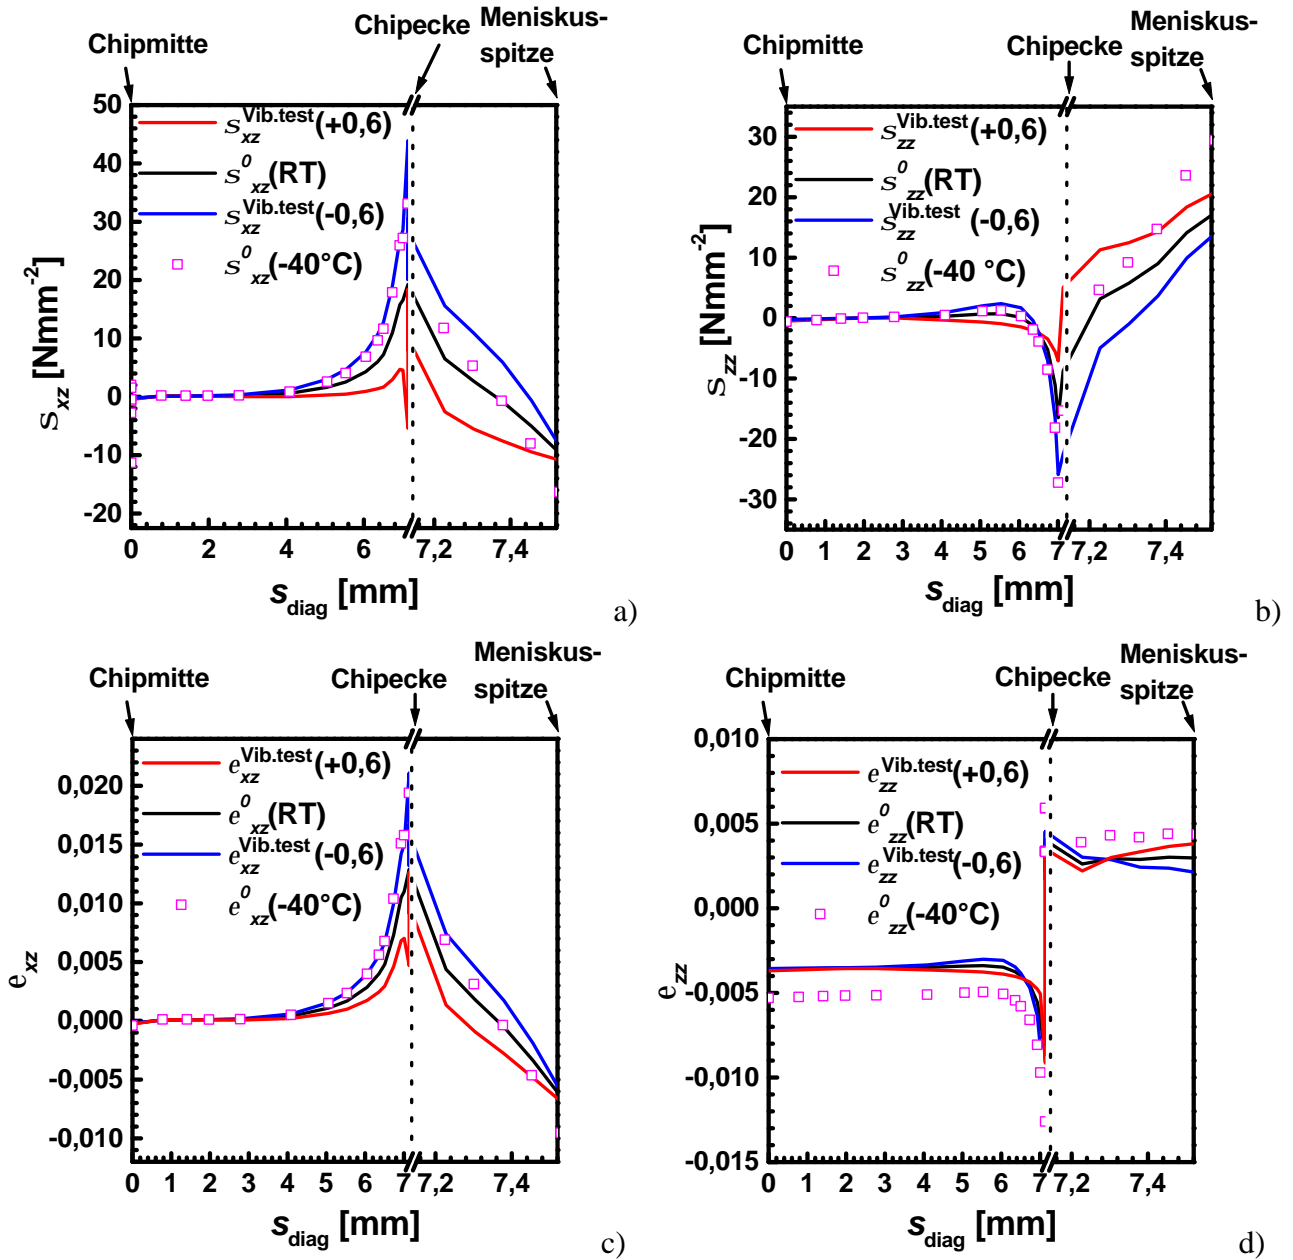 Chipmitte
Chipecke
Meniskus-
spitze
50
40
30
20
10
0
-10
-20
s_xz [Nmm^-2]
s_xz^Vib.test(+0,6)
s^0_xz(RT)
s_xz^Vib.test(-0,6)
s^0_xz(-40°C)
0 2 4 6 7,2 7,4
s_diag [mm]
a)
Chipmitte
Chipecke
Meniskus-
spitze
30
20
10
0
-10
-20
-30
s_zz [Nmm^-2]
s_zz^Vib.test(+0,6)
s^0_zz(RT)
s_zz^Vib.test (-0,6)
s^0_zz(-40 °C)
0 1 2 3 4 5 6 7 7,2 7,4
s_diag [mm]
b)
Chipmitte
Chipecke
Meniskus-
spitze
0,020
0,015
0,010
0,005
0,000
-0,005
-0,010
e_xz
e_xz^Vib.test(+0,6)
e^0_xz(RT)
e_xz^Vib.test(-0,6)
e^0_xz(-40°C)
0 1 2 3 4 5 6 7 7,2 7,4
s_diag [mm]
c)
Chipmitte
Chipecke
Meniskus-
spitze
0,010
0,005
0,000
-0,005
-0,010
-0,015
e_zz
e_zz^Vib.test(+0,6)
e^0_zz(RT)
e_zz^Vib.test(-0,6)
e^0_zz(-40°C)
0 1 2 3 4 5 6 7 7,2 7,4
s_diag [mm]
d)